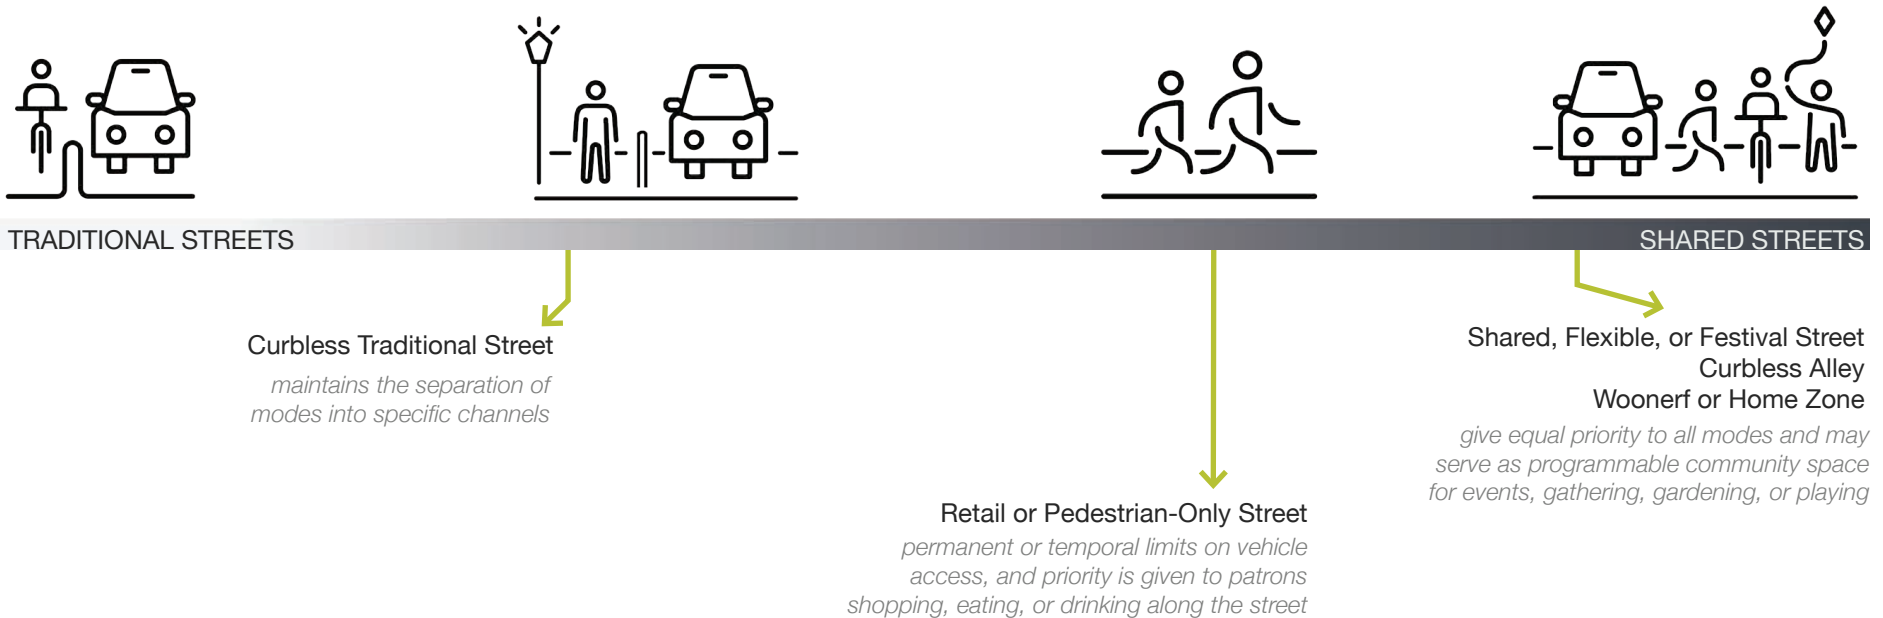 TRADITIONAL STREETS
SHARED STREETS
Curbless Traditional Street
maintains the separation of
modes into specific channels
Retail or Pedestrian-Only Street
permanent or temporal limits on vehicle
access, and priority is given to patrons
shopping, eating, or drinking along the street
Shared, Flexible, or Festival Street
Curbless Alley
Woonerf or Home Zone
give equal priority to all modes and may
serve as programmable community space
for events, gathering, gardening, or playing